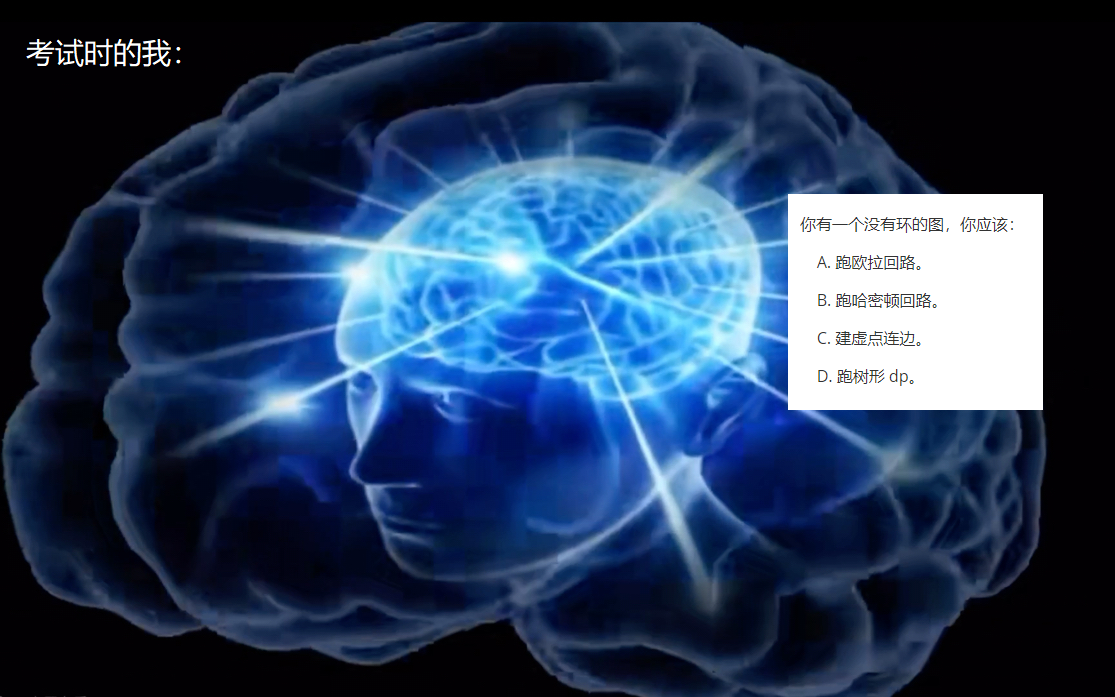 考试时的我：
你有一个没有环的图，你应该：
A. 跑欧拉回路。
B. 跑哈密顿回路。
C. 建虚点连边。
D. 跑树形 dp。